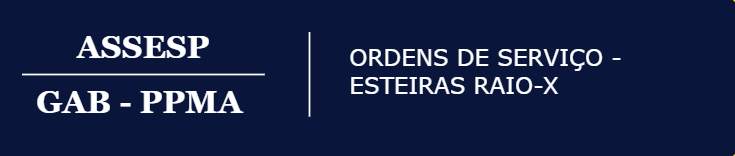 ASSESP
GAB - PPMA
ORDENS DE SERVIÇO -
ESTEIRAS RAIO-X